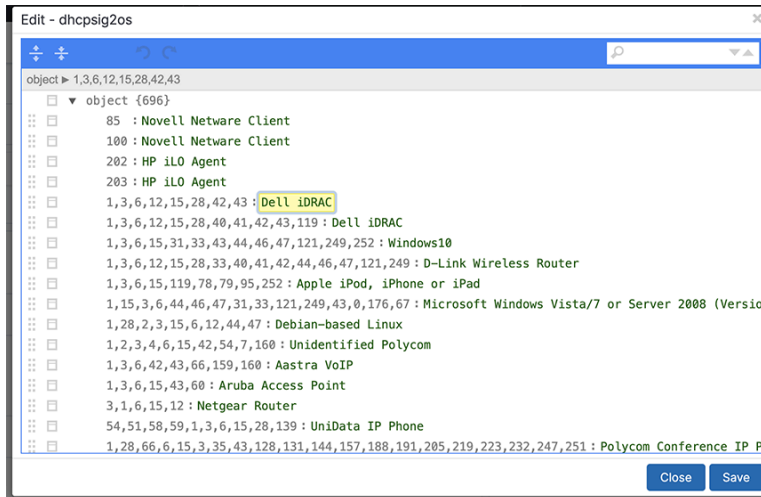 Edit - dhcpsig2os
object ▶ 1,3,6,12,15,28,42,43
object {696}
85 : Novell Netware Client
100 : Novell Netware Client
202 : HP iLO Agent
203 : HP iLO Agent
1,3,6,12,15,28,42,43 : Dell iDRAC
1,3,6,12,15,28,40,41,42,43,119 : Dell iDRAC
1,3,6,15,31,33,43,44,46,47,121,249,252 : Windows10
1,3,6,12,15,28,33,40,41,42,44,46,47,121,249 : D-Link Wireless Router
1,3,6,15,119,78,79,95,252 : Apple iPod, iPhone or iPad
1,15,3,6,44,46,47,31,33,121,249,43,0,176,67 : Microsoft Windows Vista/7 or Server 2008 (Versio
1,28,2,3,15,6,12,44,47 : Debian-based Linux
1,2,3,4,6,15,42,54,7,160 : Unidentified Polycom
1,3,6,42,43,66,159,160 : Aastra VoIP
1,3,6,15,43,60 : Aruba Access Point
3,1,6,15,12 : Netgear Router
54,51,58,59,1,3,6,15,28,139 : UniData IP Phone
1,28,66,6,15,3,35,43,128,131,144,157,188,191,205,219,223,232,247,251 : Polycom Conference IP P
Close Save